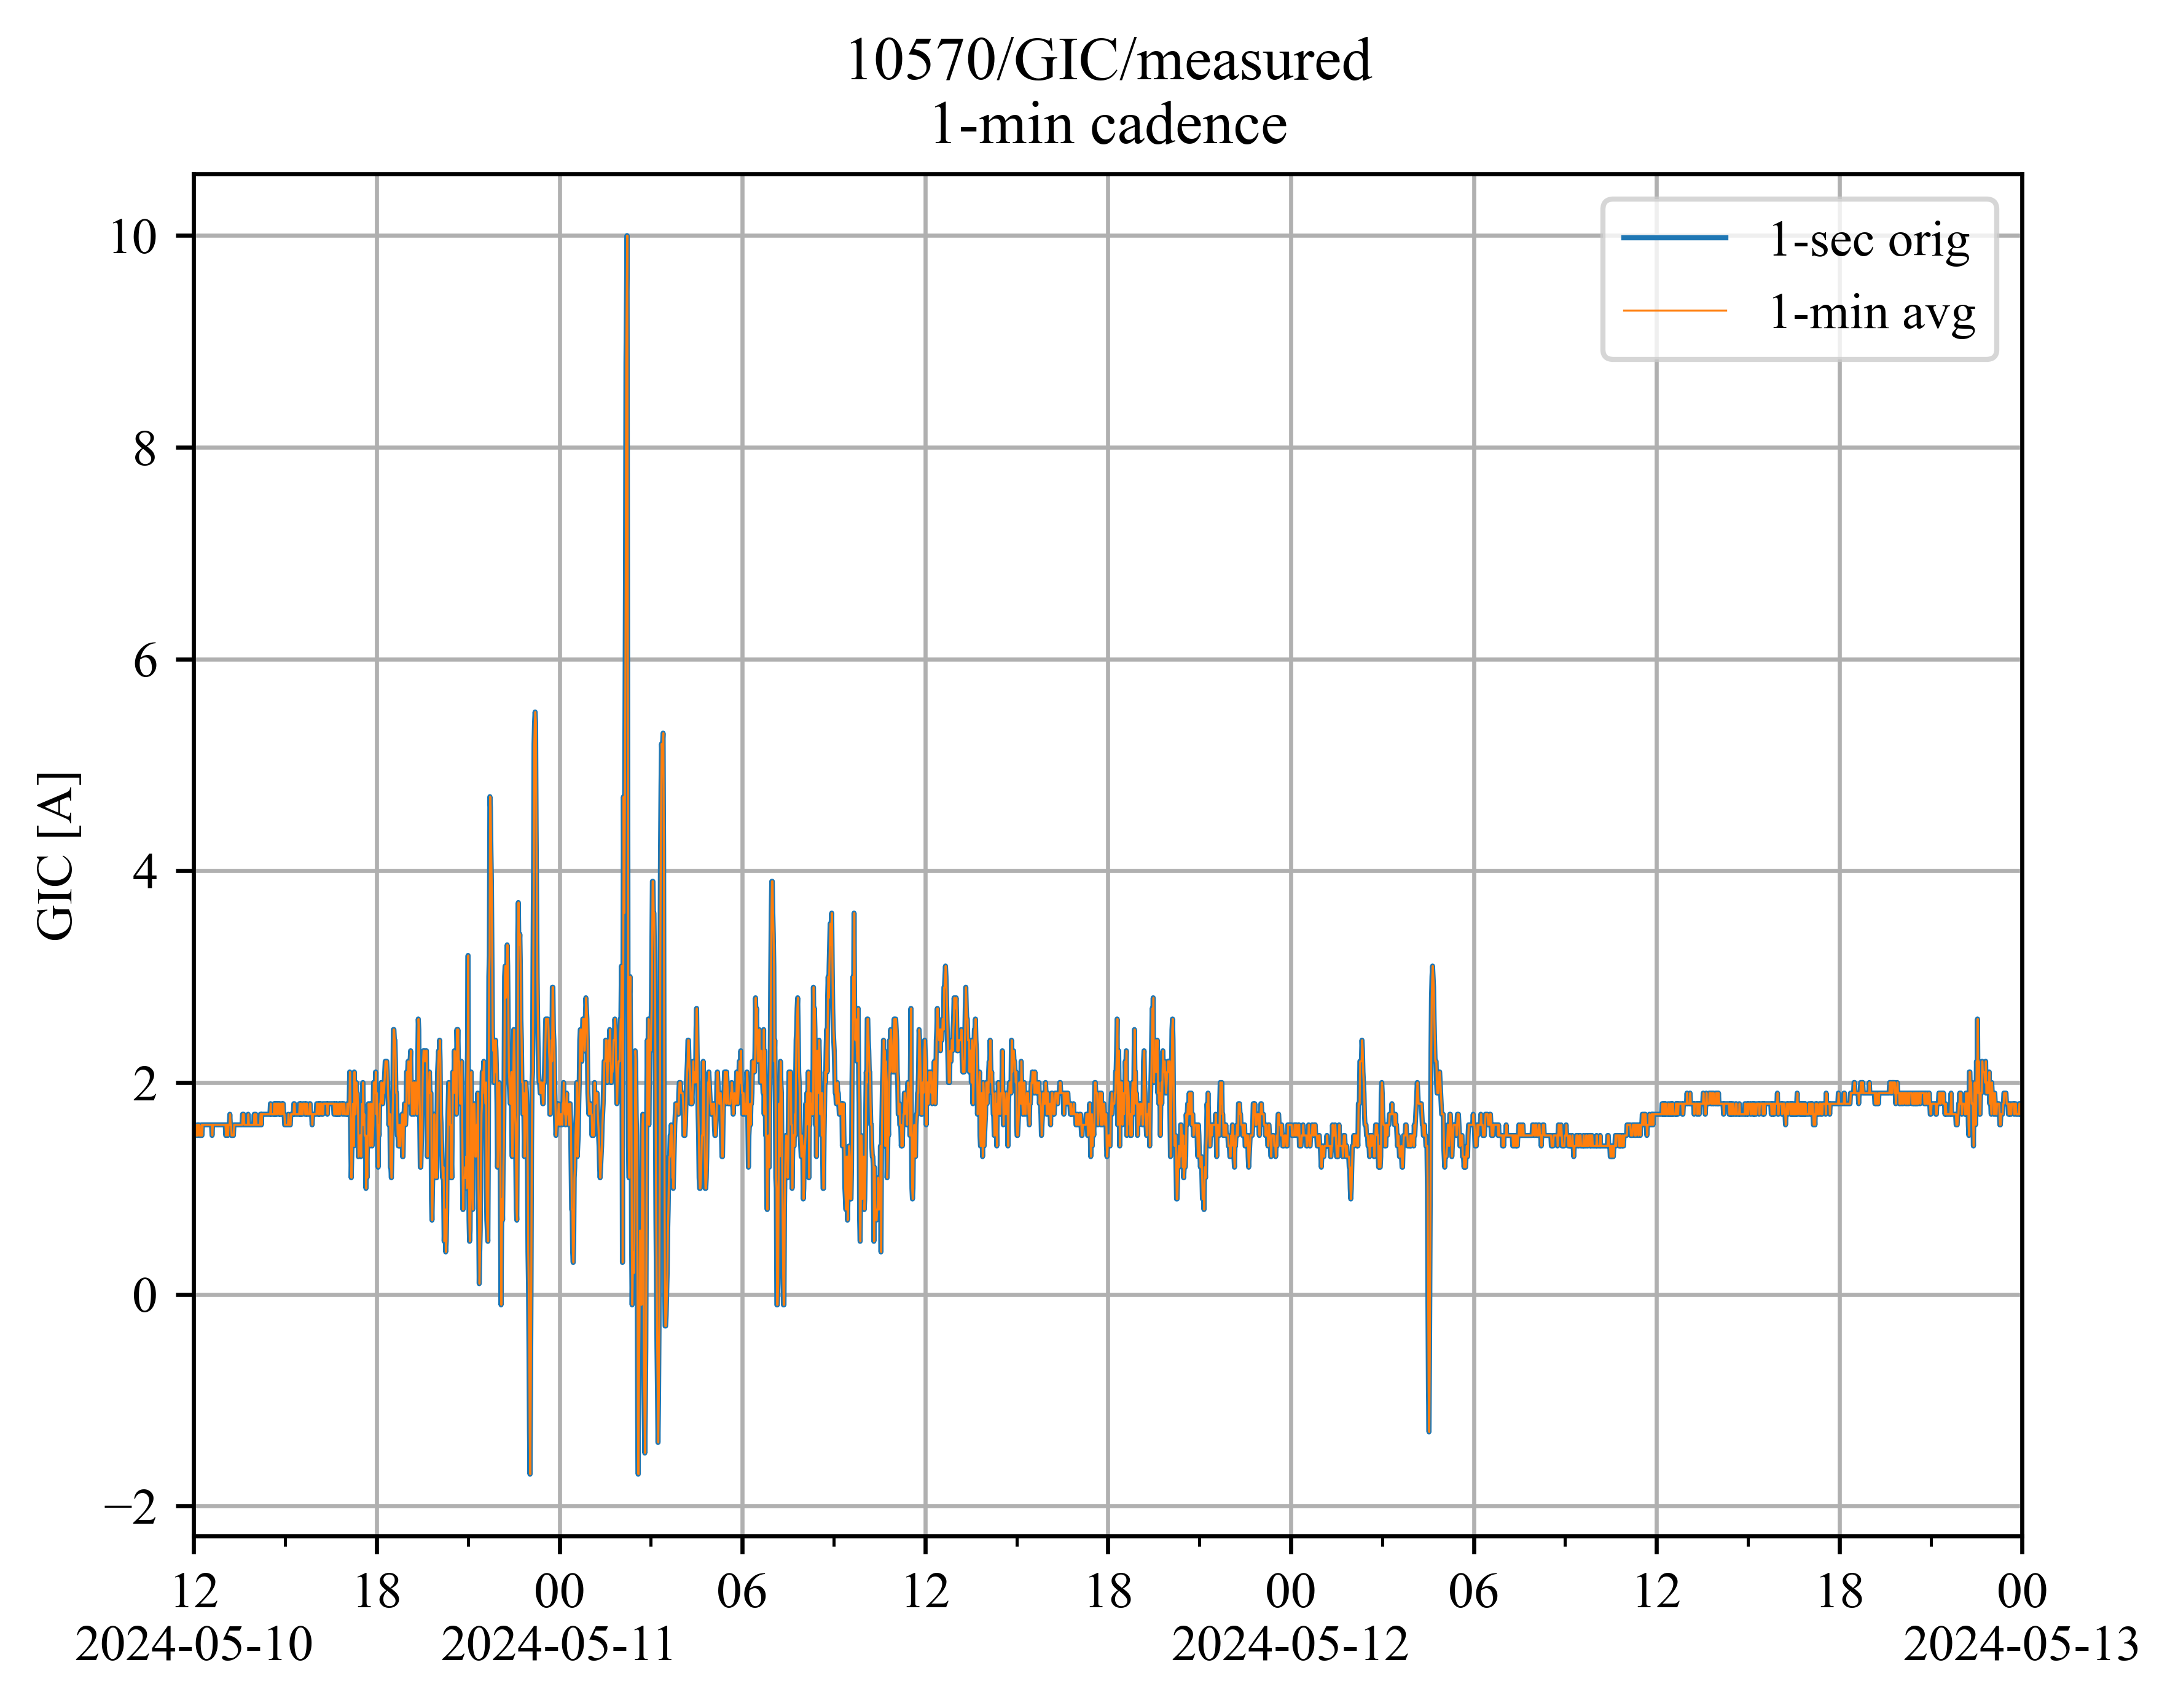 10570/GIC/measured
1-min cadence
1-sec orig
1-min avg
GIC [A]
10
8
6
4
2
0
−2
12 18 00 06 12 18 00 06 12 18 00
2024-05-10 2024-05-11 2024-05-12 2024-05-13